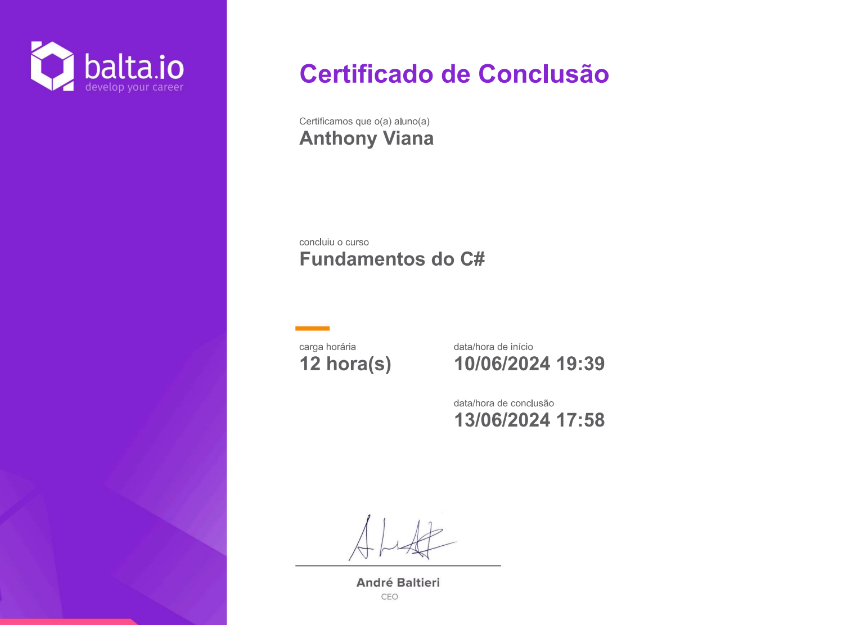 balta.io
develop your career
Certificado de Conclusão
Certificamos que o(a) aluno(a)
Anthony Viana
concluiu o curso
Fundamentos do C#
carga horária
12 hora(s)
data/hora de início
10/06/2024 19:39
data/hora de conclusão
13/06/2024 17:58
André Baltieri
CEO